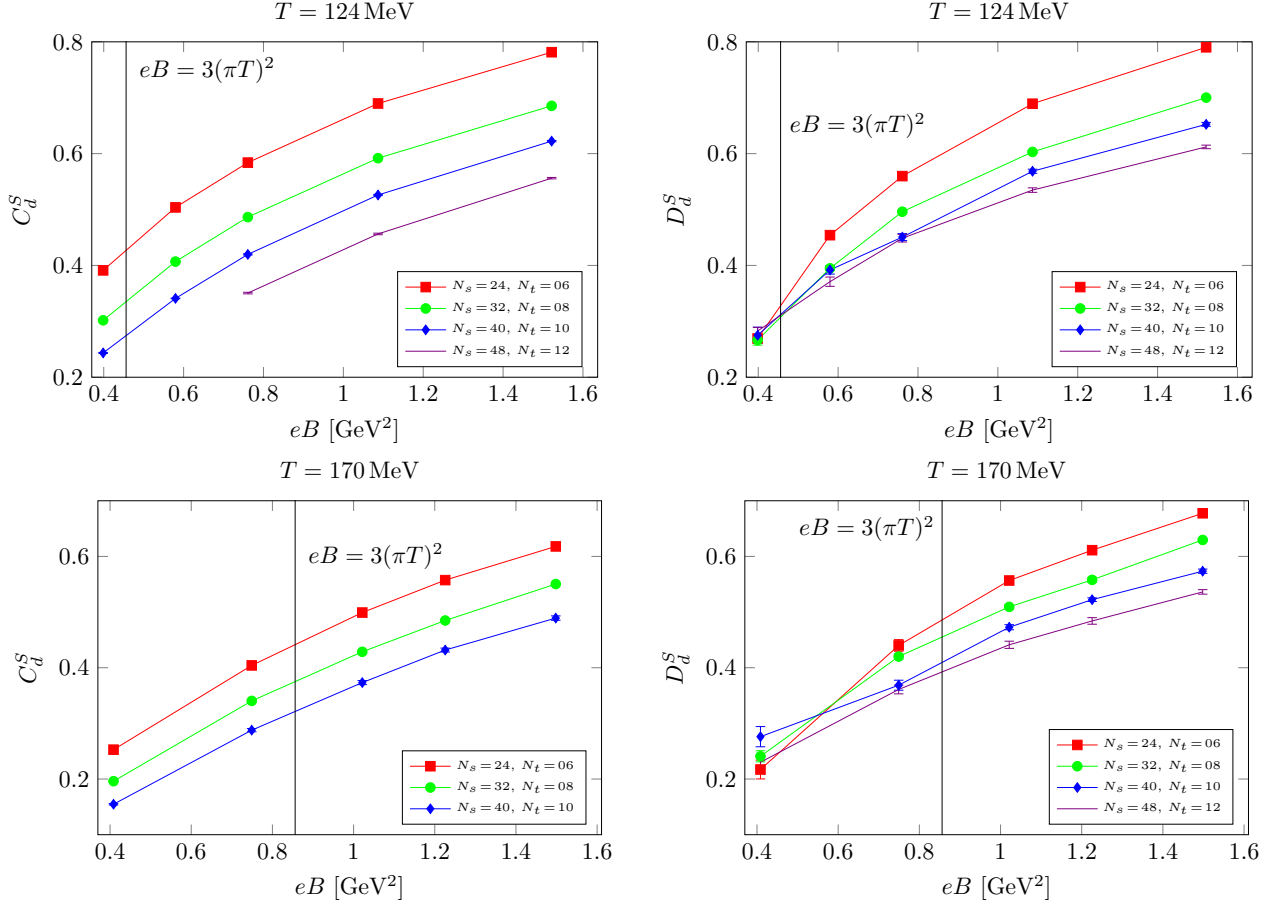 T = 124 MeV
0.8
0.6
0.4
0.2
C_d^S
eB = 3(πT)^2
N_s=24, N_t=06
N_s=32, N_t=08
N_s=40, N_t=10
N_s=48, N_t=12
0.4 0.6 0.8 1 1.2 1.4 1.6
eB [GeV^2]
T = 124 MeV
0.8
0.6
0.4
0.2
D_d^S
eB = 3(πT)^2
N_s=24, N_t=06
N_s=32, N_t=08
N_s=40, N_t=10
N_s=48, N_t=12
0.4 0.6 0.8 1 1.2 1.4 1.6
eB [GeV^2]
T = 170 MeV
0.6
0.4
0.2
C_d^S
eB = 3(πT)^2
N_s=24, N_t=06
N_s=32, N_t=08
N_s=40, N_t=10
0.4 0.6 0.8 1 1.2 1.4 1.6
eB [GeV^2]
T = 170 MeV
0.6
0.4
0.2
D_d^S
eB = 3(πT)^2
N_s=24, N_t=06
N_s=32, N_t=08
N_s=40, N_t=10
N_s=48, N_t=12
0.4 0.6 0.8 1 1.2 1.4 1.6
eB [GeV^2]